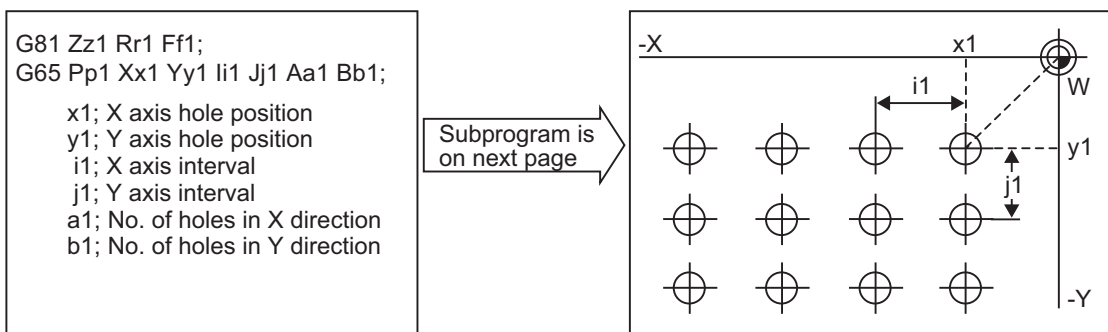 G81 Zz1 Rr1 Ff1;
G65 Pp1 Xx1 Yy1 Ii1 Jj1 Aa1 Bb1;
x1; X axis hole position
y1; Y axis hole position
i1; X axis interval
j1; Y axis interval
a1; No. of holes in X direction
b1; No. of holes in Y direction
Subprogram is
on next page
-X
x1
W
i1
y1
j1
-Y